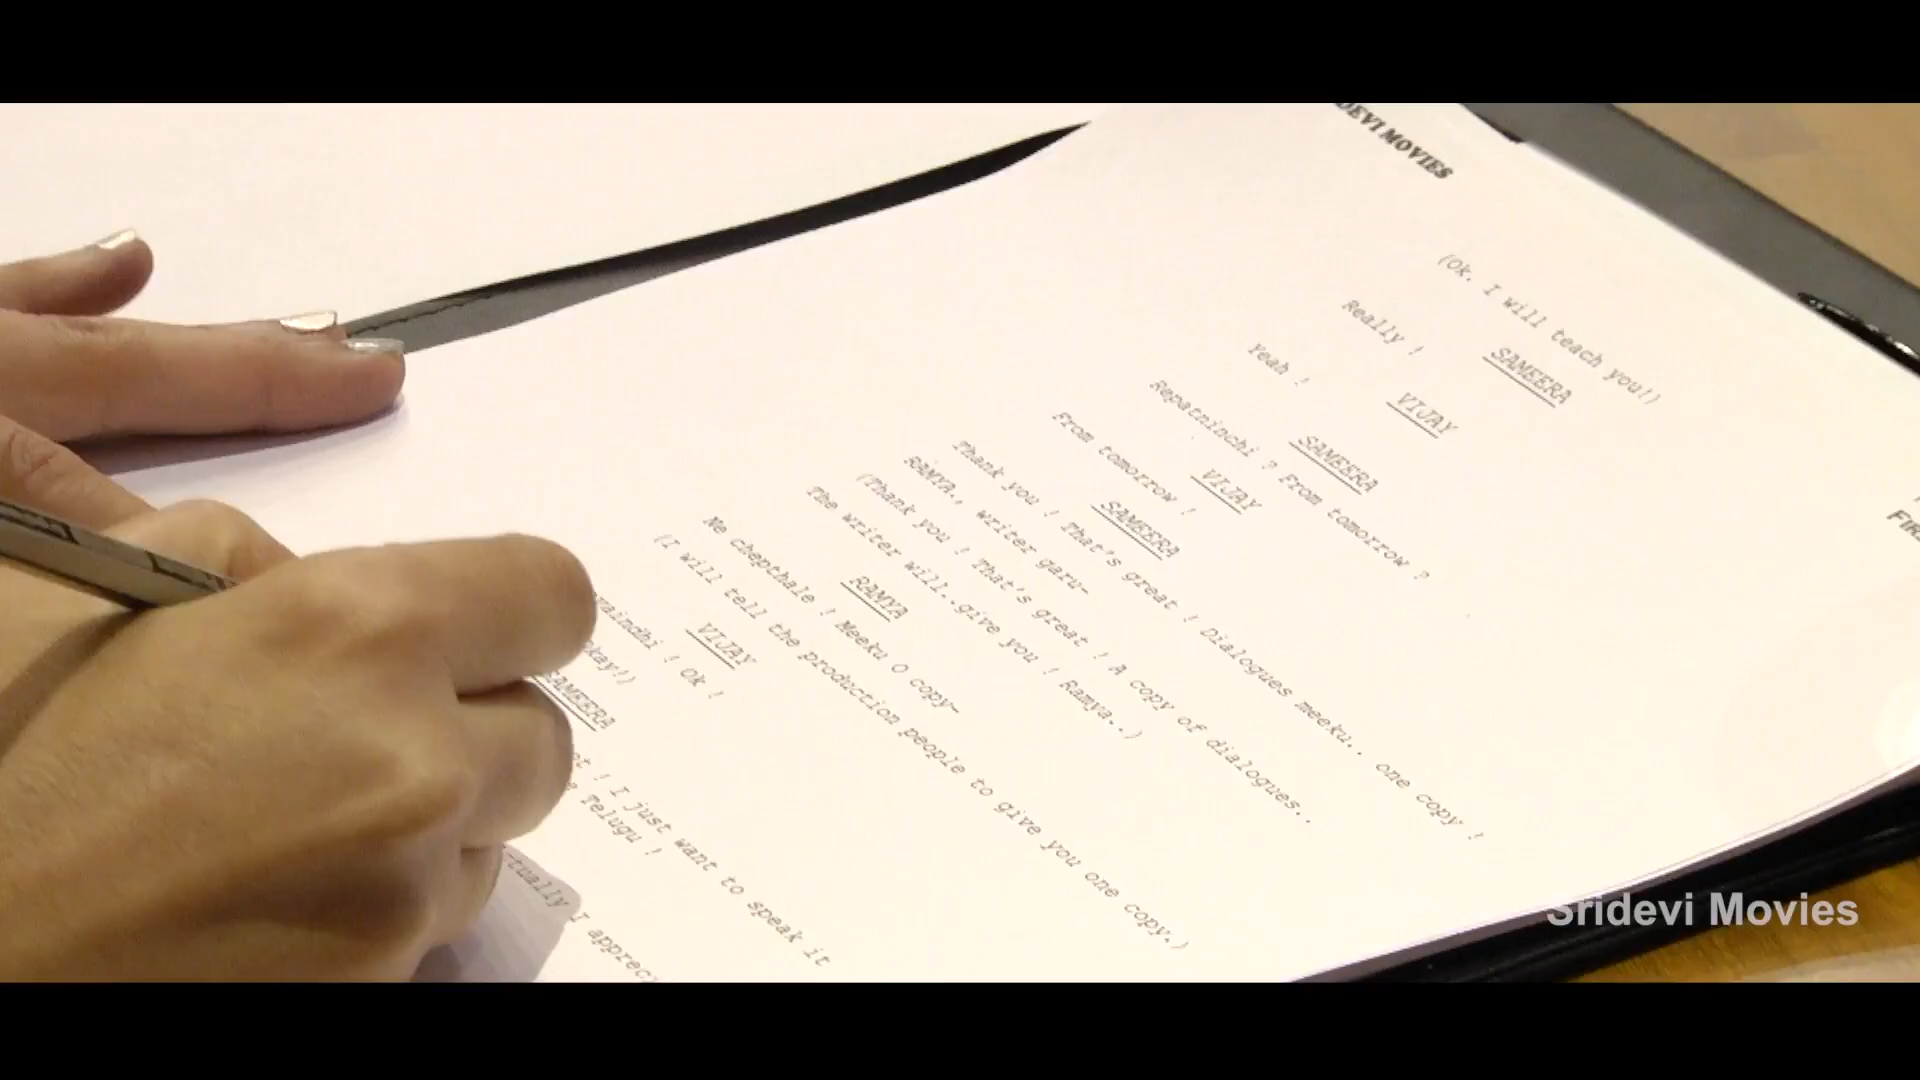 DEVI MOVIES
(Ok. I will teach you!)
SAMEERA
Really !
VIJAY
Yeah !
SAMEERA
Repatninchi ? From tomorrow ?
VIJAY
From tomorrow !
SAMEERA
Thank you ! That's great ! Dialogues meeku.. one copy !
RAMYA., writer garu-
(Thank you ! That's great ! A copy of dialogues..
The writer will..give you ! Ramya..)
RAMYA
Ne chepthale ! Meeku O copy-
(I will tell the production people to give you one copy.)
VIJAY
! Ok !
okay!)
SAMEERA
! I just want to speak it
Telugu !
I
Sridevi Movies